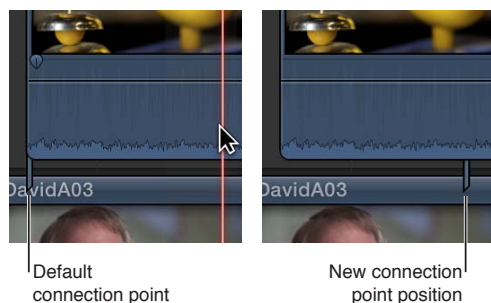 DavidA03
DavidA03
Default
connection point
New connection
point position